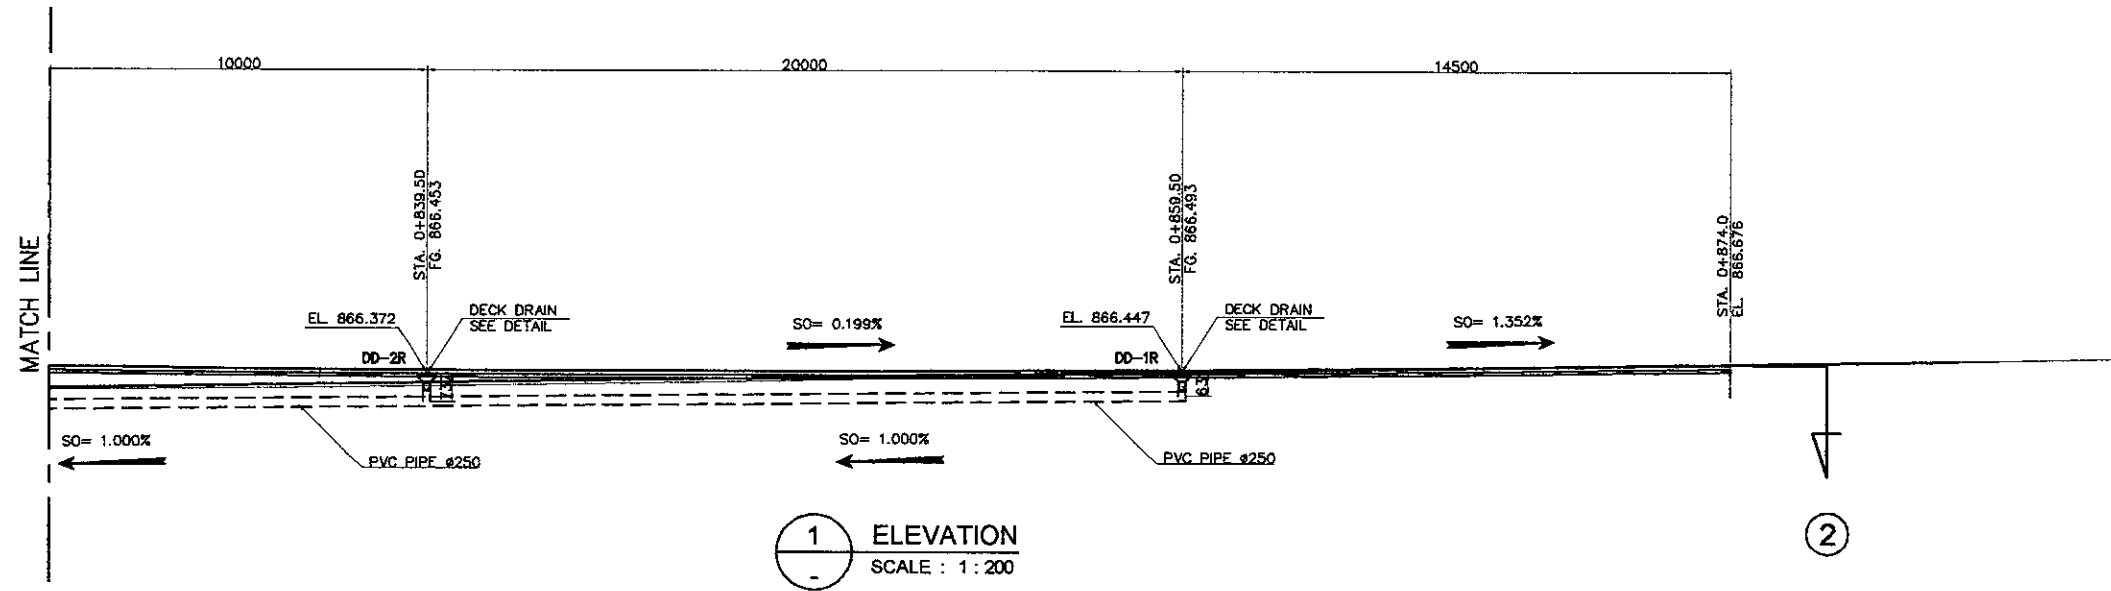 10000
20000
14500
MATCH LINE
STA. 0+839.50
FG. 866.453
STA. 0+859.50
FG. 866.493
STA. 0+874.0
EL. 866.676
EL. 866.372
DECK DRAIN
SEE DETAIL
SO= 0.199%
EL. 866.447
DECK DRAIN
SEE DETAIL
SO= 1.352%
DD-2R
DD-1R
SO= 1.000%
PVC PIPE ø250
SO= 1.000%
PVC PIPE ø250
1
-
ELEVATION
SCALE : 1 : 200
2